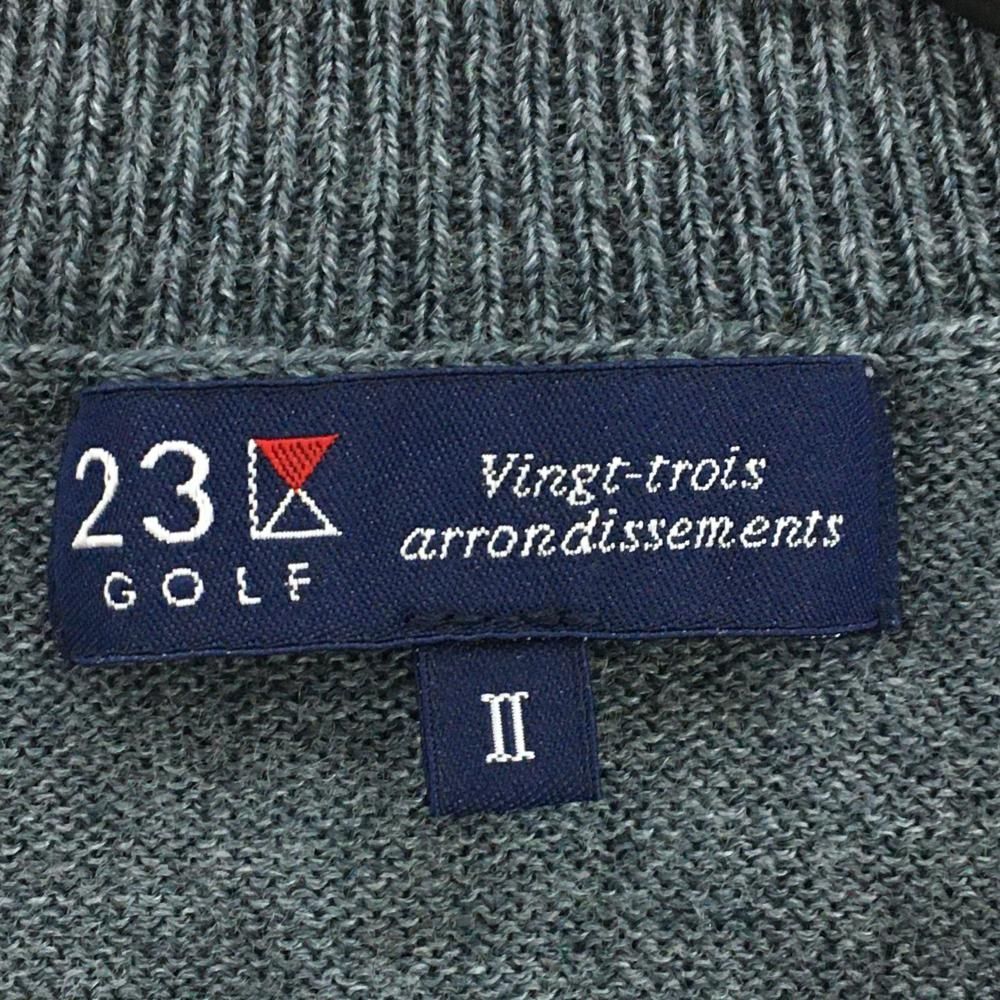 23
GOLF
Vingt-trois
arrondissements
II